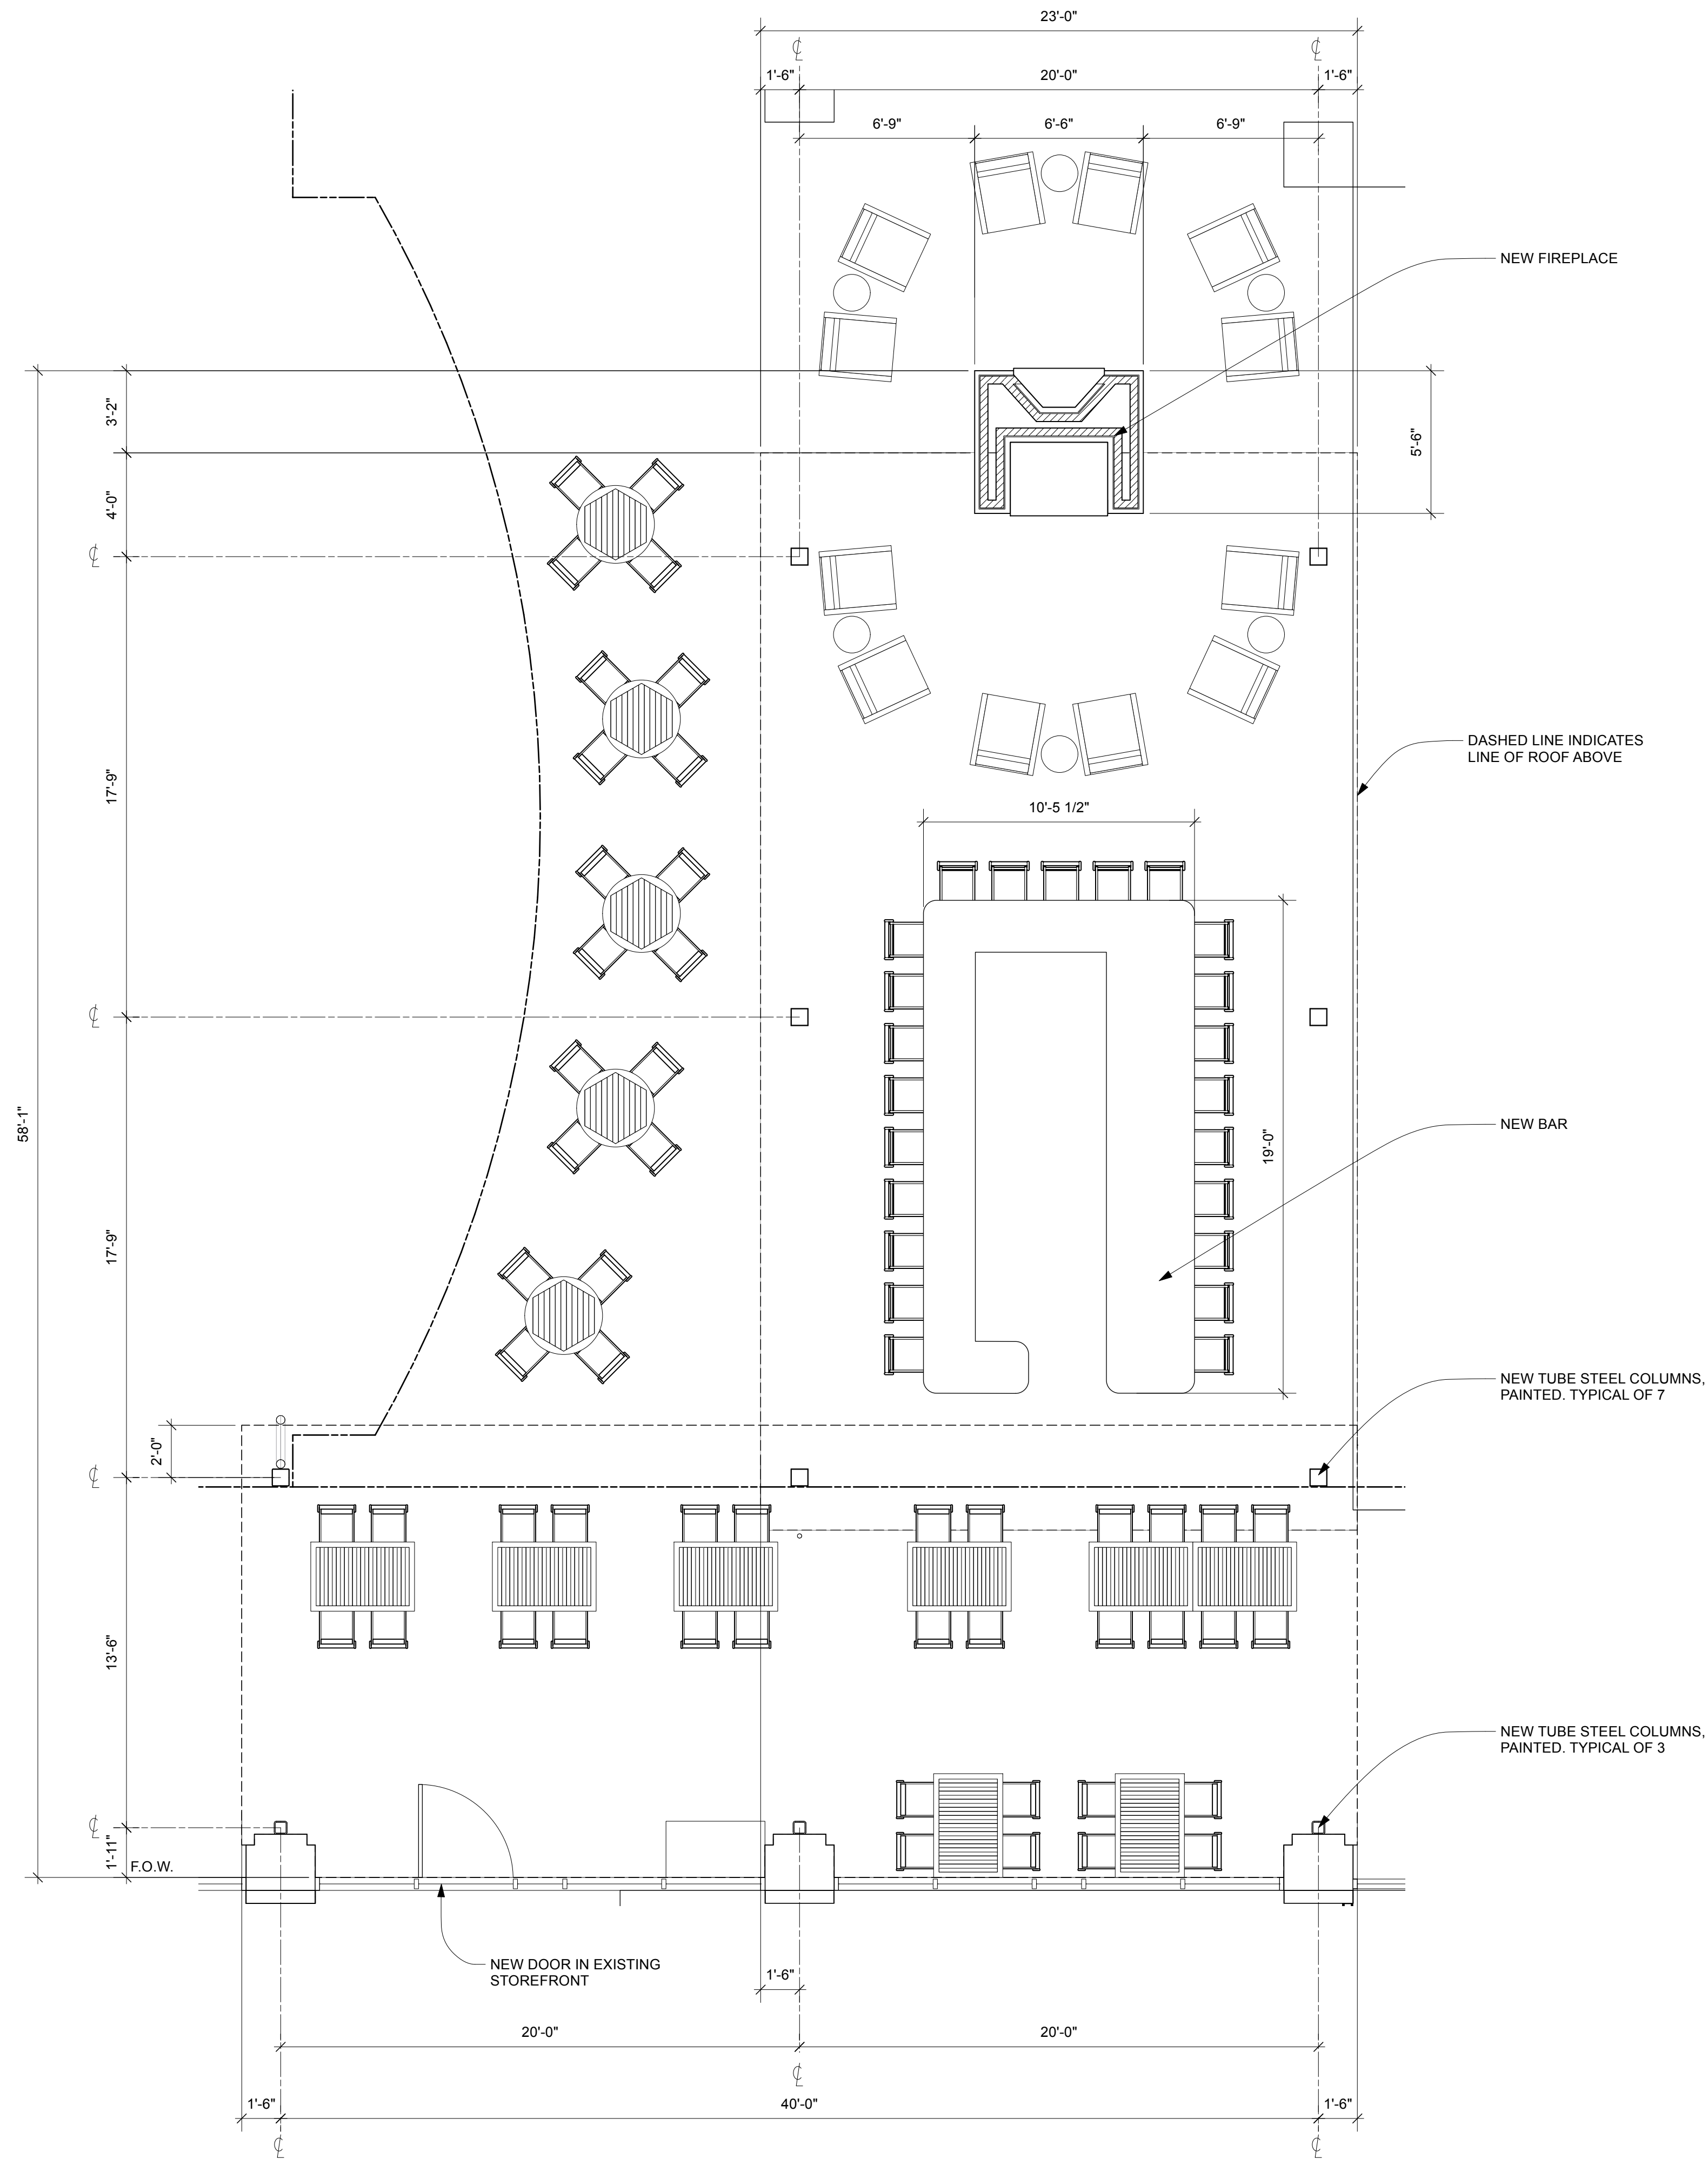 23'-0"
℄ ℄
1'-6" 20'-0" 1'-6"
6'-9" 6'-6" 6'-9"
NEW FIREPLACE
3'-2"
5'-6"
4'-0"
℄
DASHED LINE INDICATES
LINE OF ROOF ABOVE
17'-9"
10'-5 1/2"
℄
58'-1"
NEW BAR
19'-0"
17'-9"
NEW TUBE STEEL COLUMNS,
PAINTED. TYPICAL OF 7
2'-0"
℄
13'-6"
NEW TUBE STEEL COLUMNS,
PAINTED. TYPICAL OF 3
℄
1'-11"
F.O.W.
NEW DOOR IN EXISTING
STOREFRONT
1'-6"
20'-0" 20'-0"
℄
1'-6" 40'-0" 1'-6"
℄ ℄